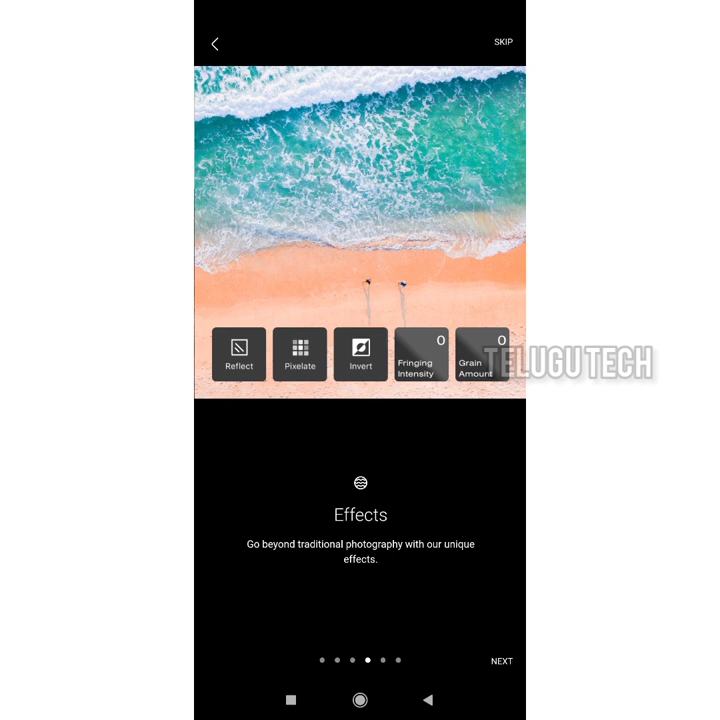 SKIP
Reflect
Pixelate
Invert
0
Fringing
Intensity
0
Grain
Amount
TELUGU TECH
Effects
Go beyond traditional photography with our unique
effects.
NEXT